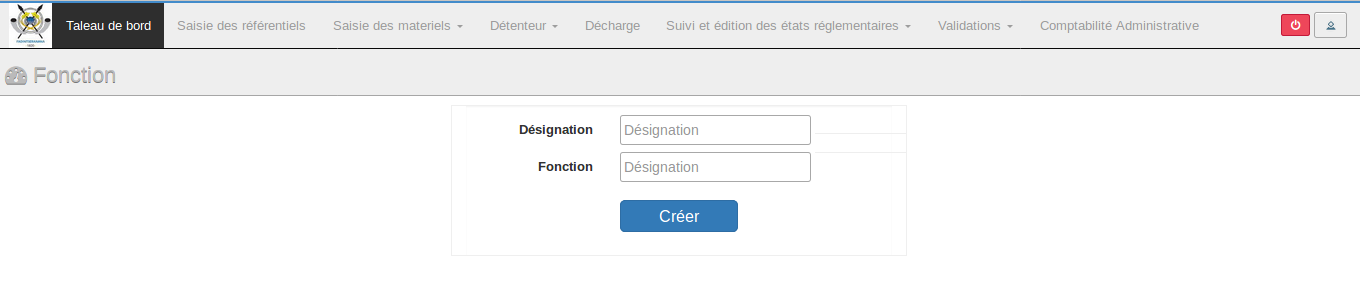 Taleau de bord Saisie des référentiels Saisie des materiels Détenteur Décharge Suivi et édition des états réglementaires Validations Comptabilité Administrative
Fonction
Désignation Désignation
Fonction Désignation
Créer